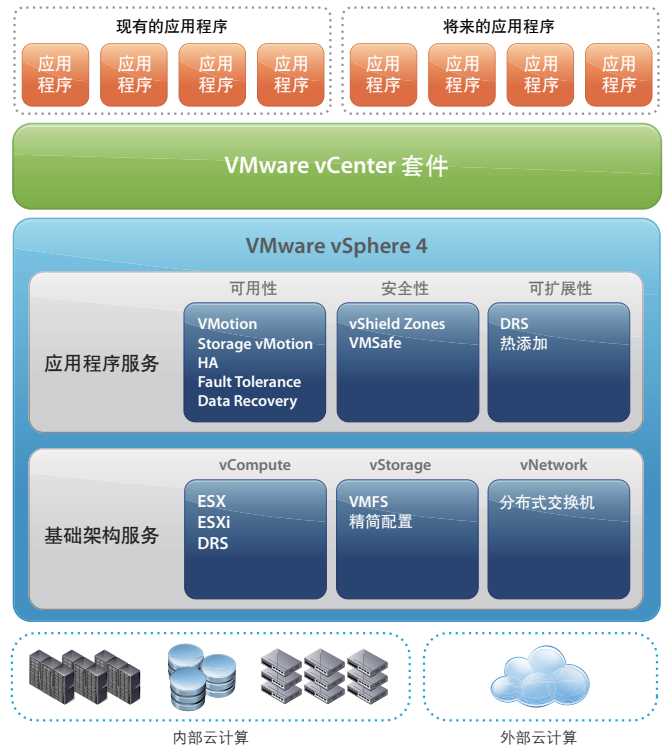 现有的应用程序
应用
程序
应用
程序
应用
程序
应用
程序
将来的应用程序
应用
程序
应用
程序
应用
程序
应用
程序
VMware vCenter 套件
VMware vSphere 4
应用程序服务
可用性
VMotion
Storage vMotion
HA
Fault Tolerance
Data Recovery
安全性
vShield Zones
VMSafe
可扩展性
DRS
热添加
基础架构服务
vCompute
ESX
ESXi
DRS
vStorage
VMFS
精简配置
vNetwork
分布式交换机
内部云计算
外部云计算